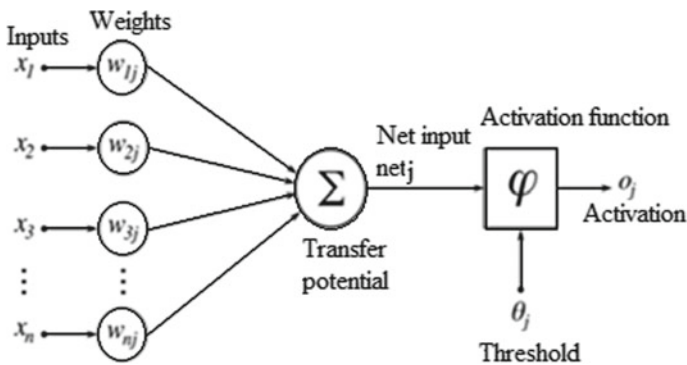 Inputs
Weights
x1
w1j
x2
w2j
x3
w3j
⋮
⋮
xn
wnj
Σ
Transfer
potential
Net input
netj
Activation function
φ
oj
Activation
θj
Threshold